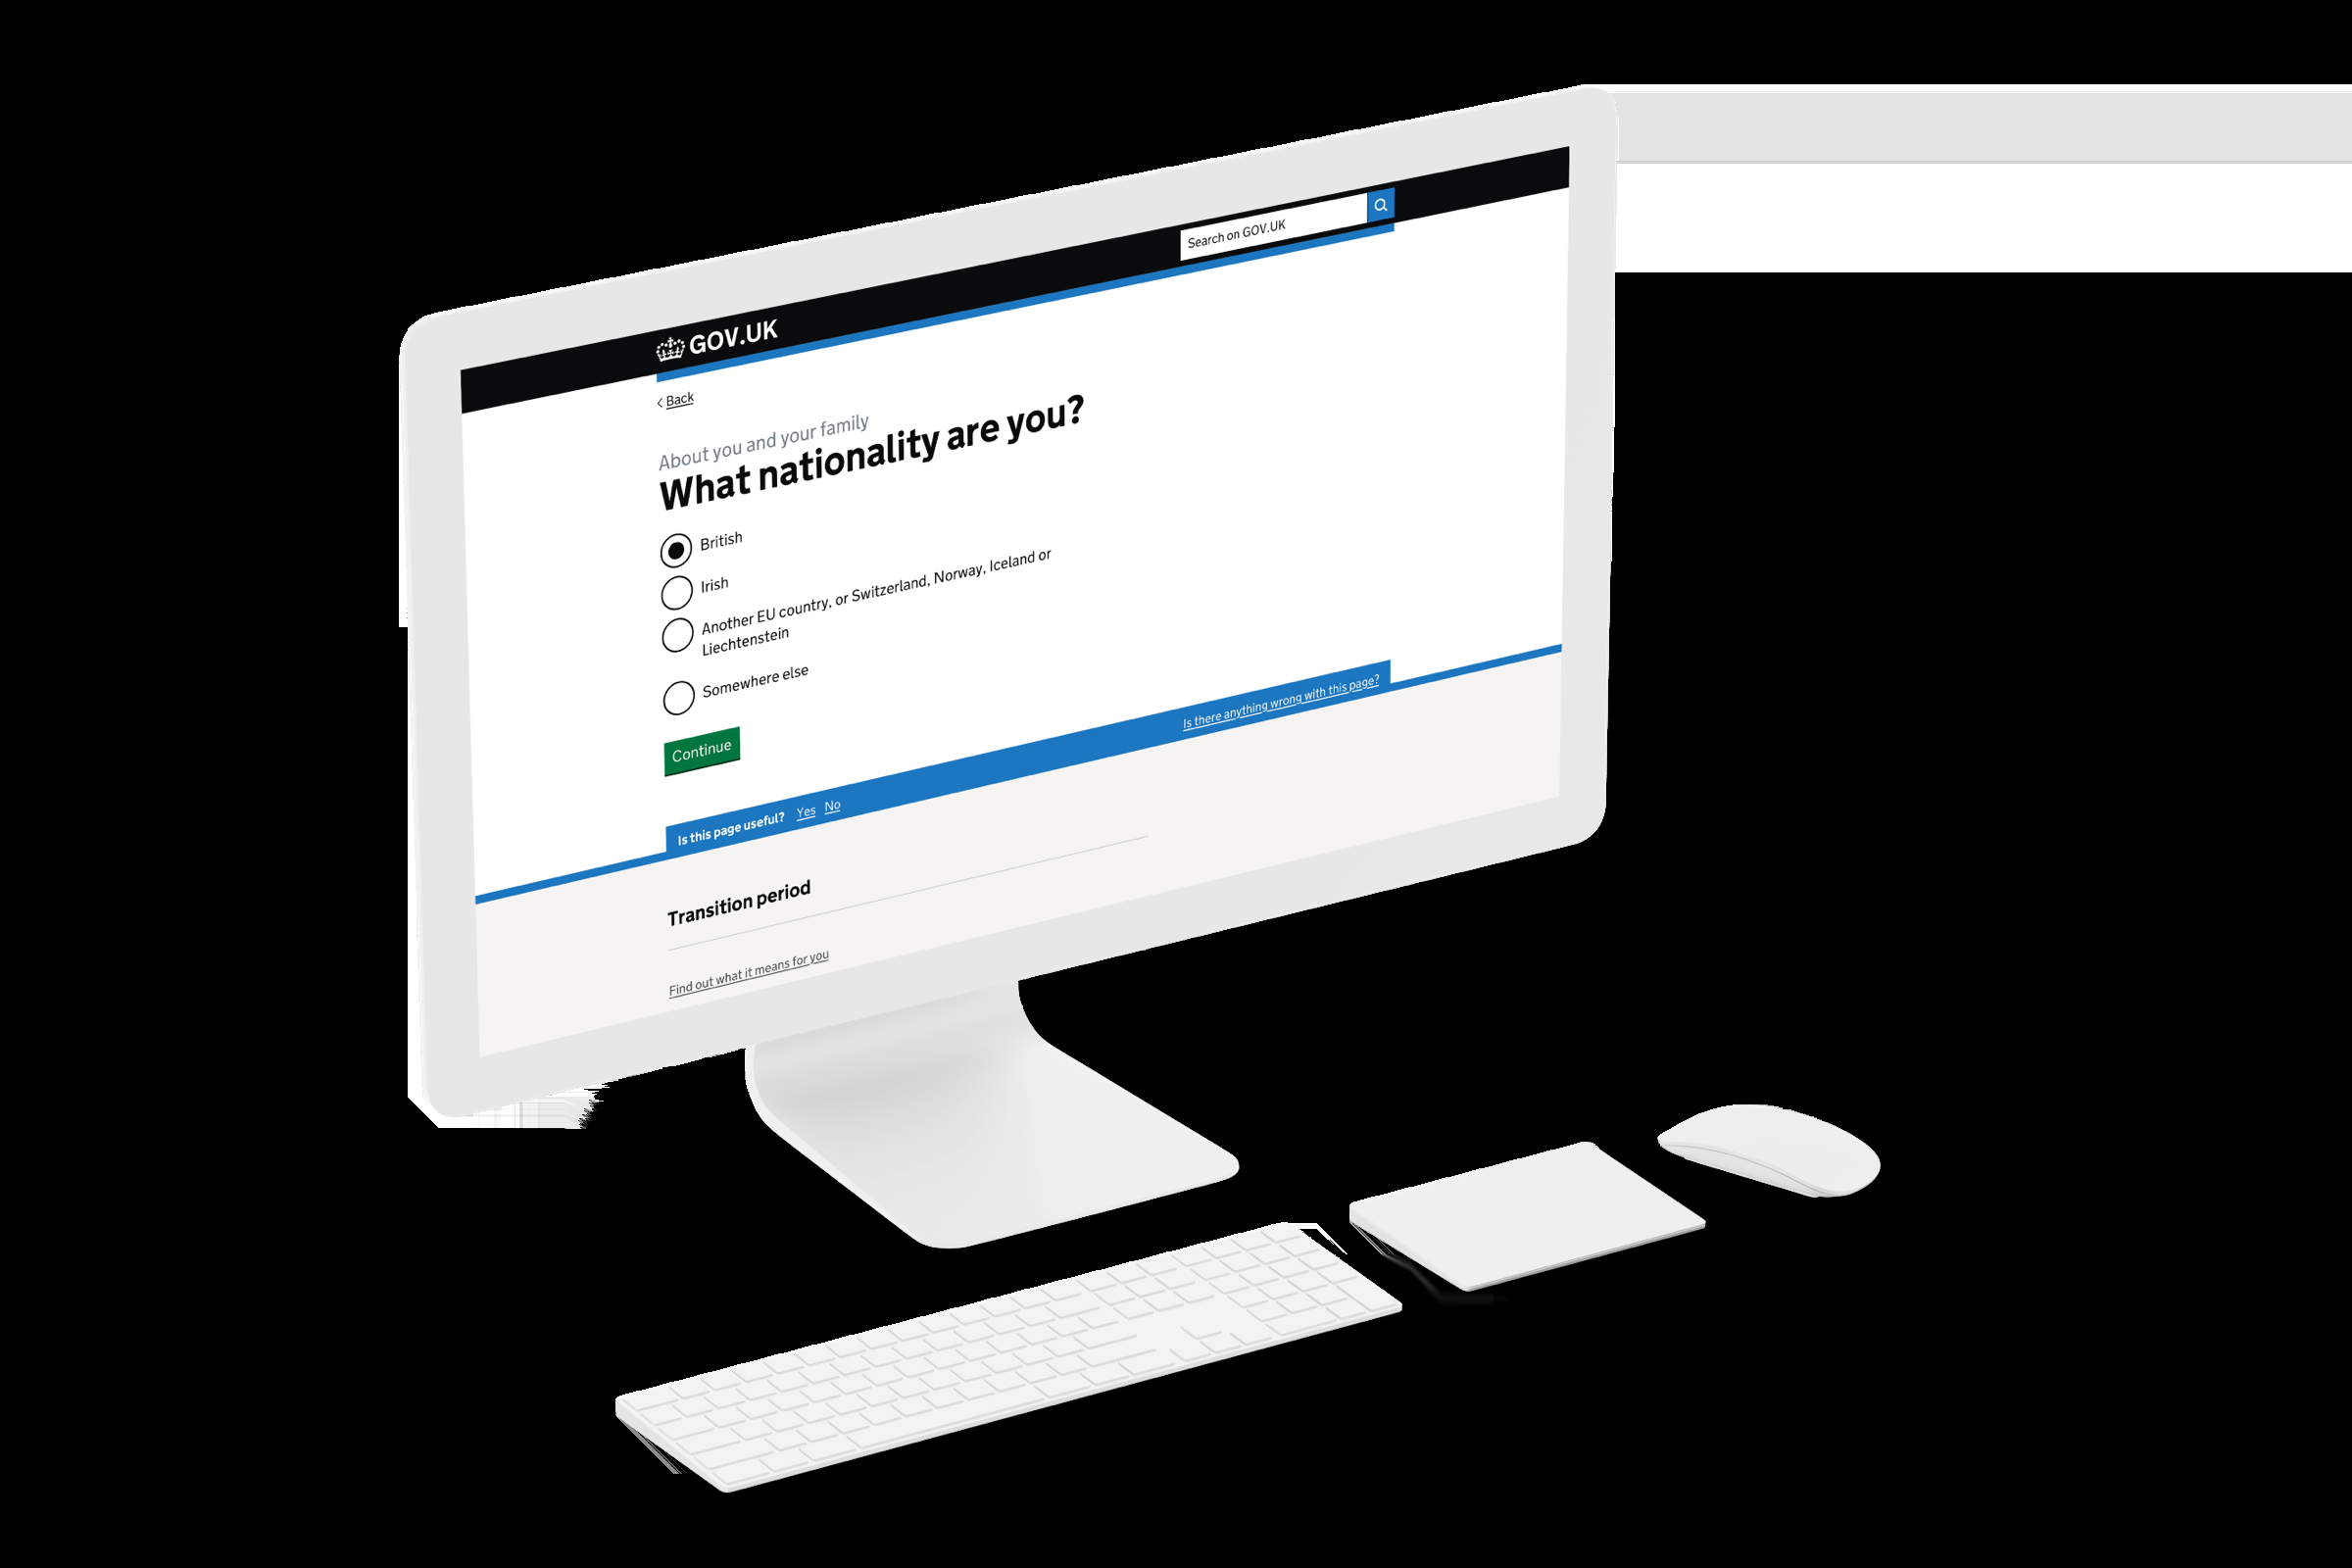 Search on GOV.UK
GOV.UK
Back
About you and your family
What nationality are you?
British
Irish
Another EU country, or Switzerland, Norway, Iceland or
Liechtenstein
Somewhere else
Continue
Is this page useful? Yes No
Is there anything wrong with this page?
Transition period
Find out what it means for you